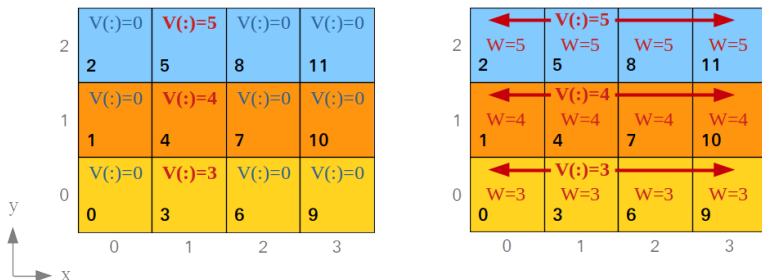 V(:)=0 V(:)=5 V(:)=0 V(:)=0
2
2 5 8 11
V(:)=0 V(:)=4 V(:)=0 V(:)=0
1
1 4 7 10
V(:)=0 V(:)=3 V(:)=0 V(:)=0
0
0 3 6 9
0 1 2 3
y
x
V(:)=5
2
W=5 W=5 W=5 W=5
2 5 8 11
V(:)=4
1
W=4 W=4 W=4 W=4
1 4 7 10
V(:)=3
0
W=3 W=3 W=3 W=3
0 3 6 9
0 1 2 3